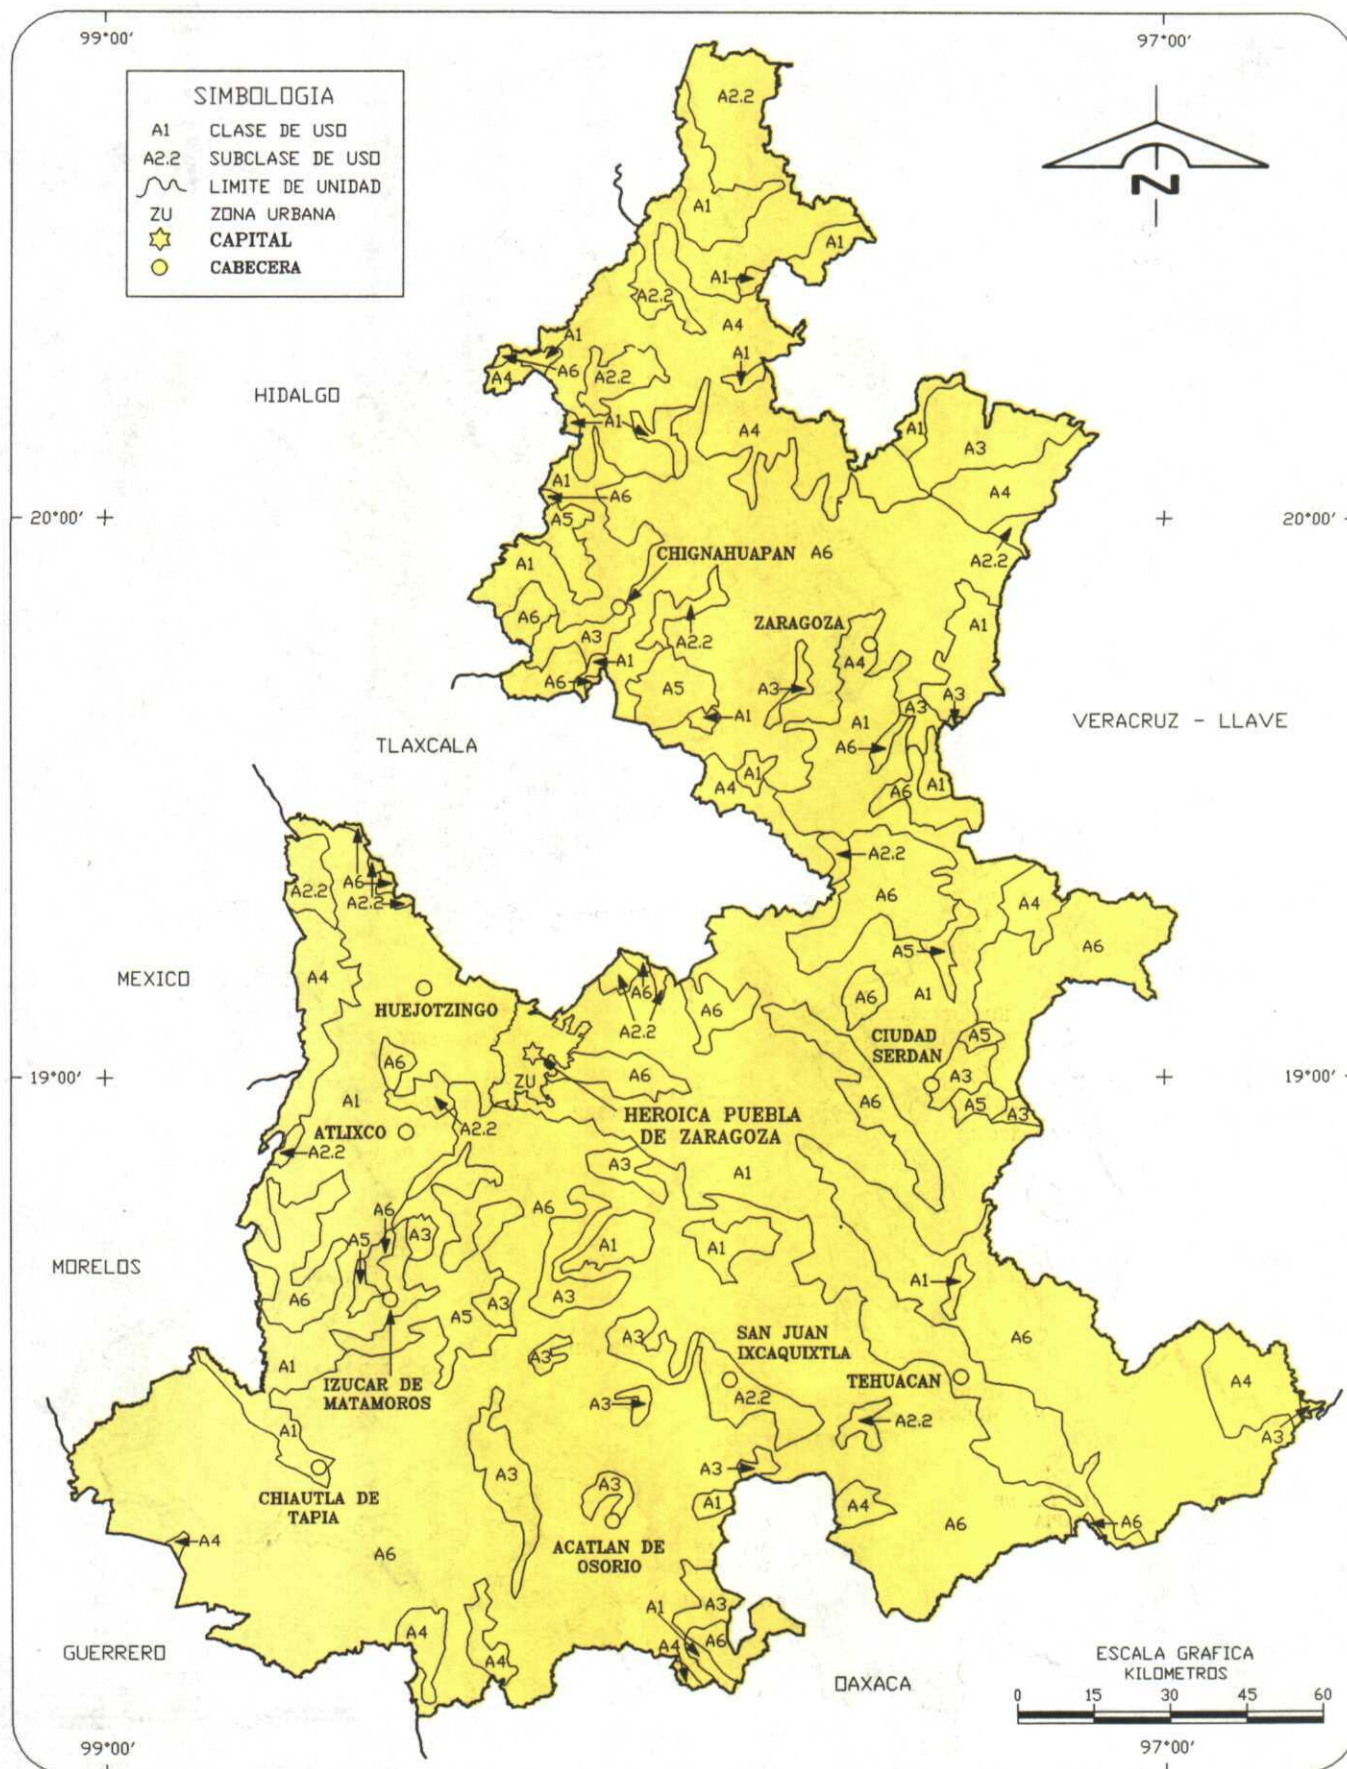 99°00'
97°00'
SIMBOLOGIA
A1 CLASE DE USO
A2.2 SUBCLASE DE USO
LIMITE DE UNIDAD
ZU ZONA URBANA
CAPITAL
CABECERA
N
A2.2
A1
A1
A1
A2.2
A4
A1
A1
A6
A4
A2.2
HIDALGO
A1
A4
A1
A3
A1
A6
A4
20°00'
A5
20°00'
CHIGNAHUAPAN
A6
A2.2
A1
A6
ZARAGOZA
A1
A3
A2.2
A1
A4
A6
A5
A3
A3
A3
A1
A1
VERACRUZ - LLAVE
TLAXCALA
A6
A1
A4
A6
A1
A2.2
A6
A2.2
A6
A2.2
A4
A6
A5
MEXICO
A4
A6
A6
A1
HUEJOTZINGO
A6
A2.2
CIUDAD
SERDAN
A5
A6
A6
A3
19°00'
ZU
19°00'
A1
A6
A5
A3
HEROICA PUEBLA
DE ZARAGOZA
A2.2
ATLIXCO
A2.2
A3
A1
A6
A6
A5
A3
A1
A1
MORELOS
A1
A6
A3
A5
A3
A3
SAN JUAN
IXCAQUIXTLA
A6
A3
A1
TEHUACAN
A4
IZUCAR DE
MATAMOROS
A2.2
A3
A2.2
A1
A3
A3
A3
A3
CHIAUTLA DE
TAPIA
A1
A4
A6
A6
A4
A6
ACATLAN DE
OSORIO
A1
A3
A4
A6
A4
A4
GUERRERO
OAXACA
ESCALA GRAFICA
KILOMETROS
0 15 30 45 60
99°00'
97°00'